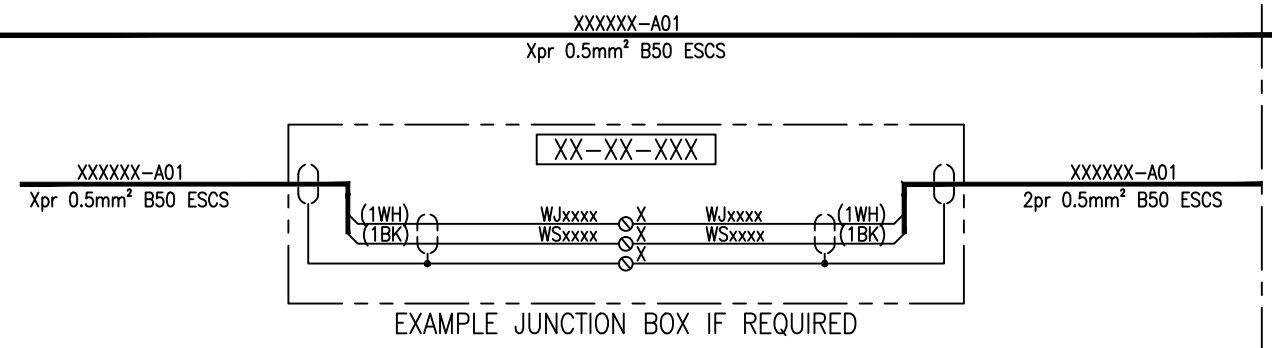 XXXXXX-A01
Xpr 0.5mm² B50 ESCS
XX-XX-XXX
XXXXXX-A01
Xpr 0.5mm² B50 ESCS
XXXXXX-A01
2pr 0.5mm² B50 ESCS
(1WH) WJxxxx X WJxxxx (1WH)
(1BK) WSxxxx X WSxxxx (1BK)
X
EXAMPLE JUNCTION BOX IF REQUIRED